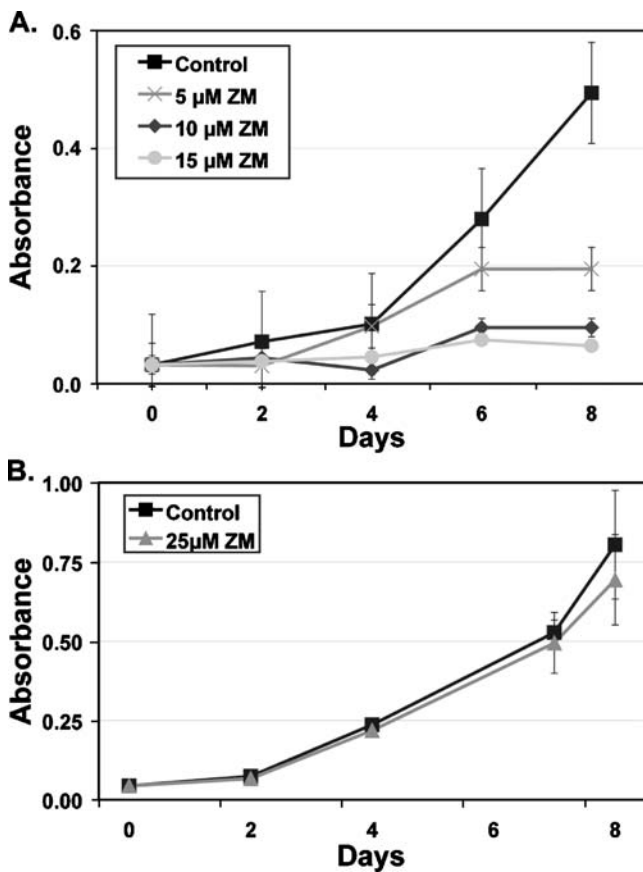 A.
0.6
Control
5 µM ZM
10 µM ZM
15 µM ZM
0.4
0.2
0.0
Absorbance
0 2 4 6 8
Days
B.
1.00
Control
25µM ZM
0.75
0.50
0.25
0.00
Absorbance
0 2 4 6 8
Days